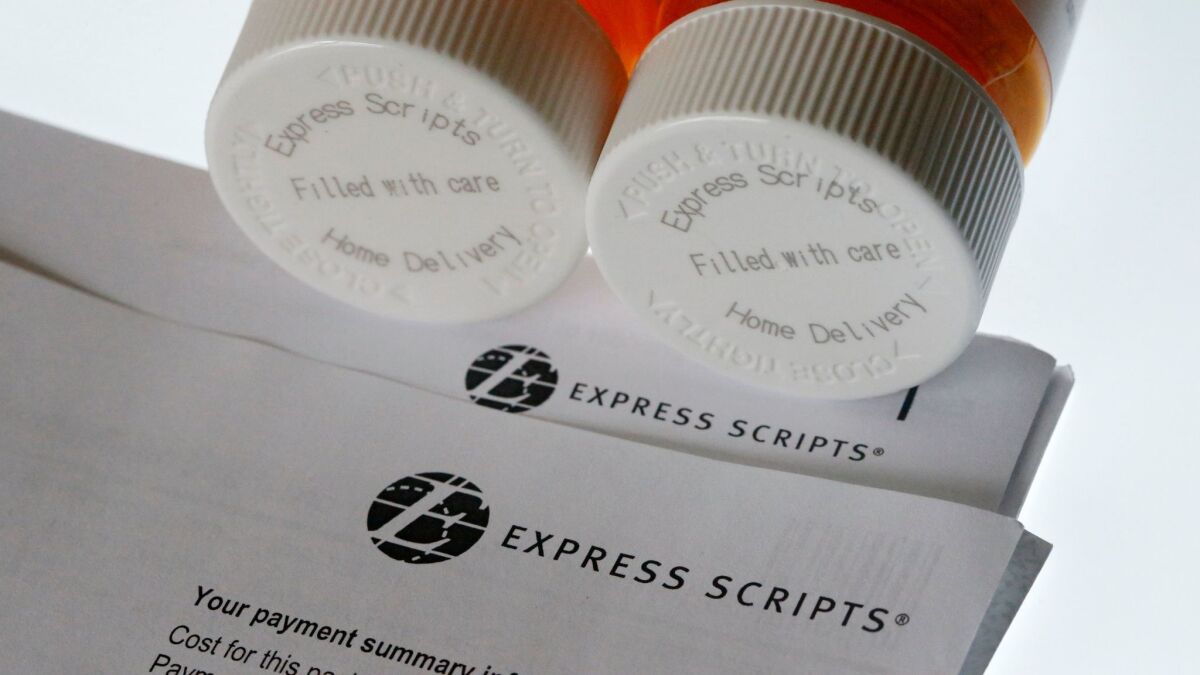 PUSH & TURN TO OPEN
CLOSE TIGHTLY
Express Scripts
Filled with care
Home Delivery
PUSH & TURN TO OPEN
CLOSE TIGHTLY
Express Scripts
Filled with care
Home Delivery
EXPRESS SCRIPTS®
EXPRESS SCRIPTS®
Your payment summary
Cost for this